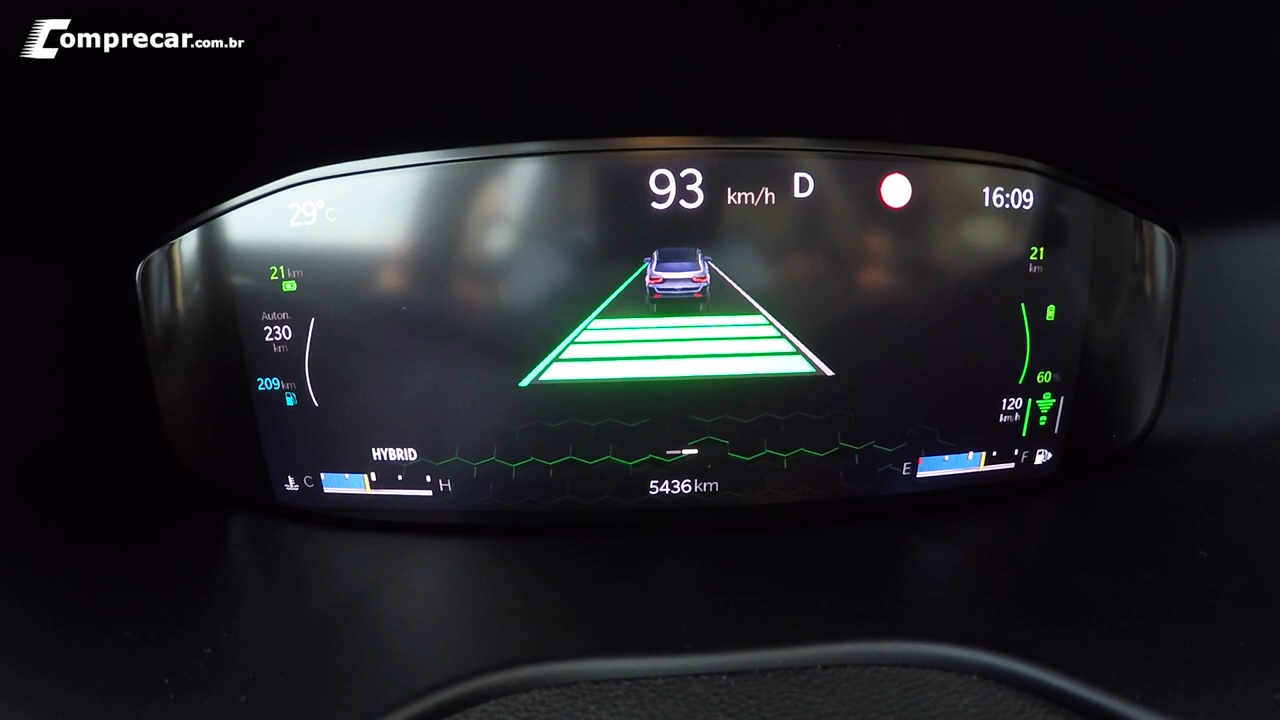 Comprecar.com.br
93 km/h D
16:09
29°C
21 km
21 km
Auton.
230 km
209 km
60
120 km/h
HYBRID
C H
E F
5436 km